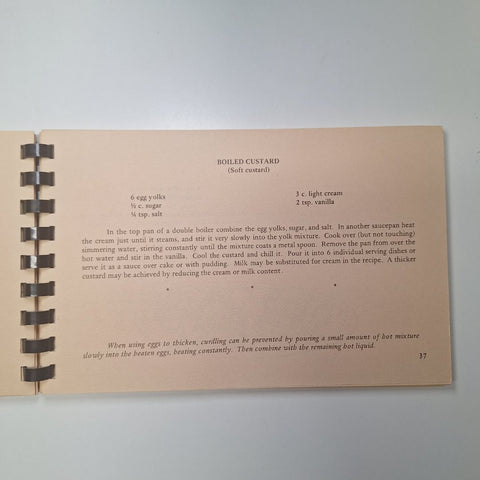 BOILED CUSTARD
(Soft custard)
6 egg yolks
½ c. sugar
¼ tsp. salt
3 c. light cream
2 tsp. vanilla
In the top pan of a double boiler combine the egg yolks, sugar, and salt. In another saucepan heat
the cream just until it steams, and stir it very slowly into the yolk mixture. Cook over (but not touching)
simmering water, stirring constantly until the mixture coats a metal spoon. Remove the pan from over the
hot water and stir in the vanilla. Cool the custard and chill it. Pour it into 6 individual serving dishes or
serve it as a sauce over cake or with pudding. Milk may be substituted for cream in the recipe. A thicker
custard may be achieved by reducing the cream or milk content.
* * *
When using eggs to thicken, curdling can be prevented by pouring a small amount of hot mixture
slowly into the beaten eggs, beating constantly. Then combine with the remaining hot liquid.
37